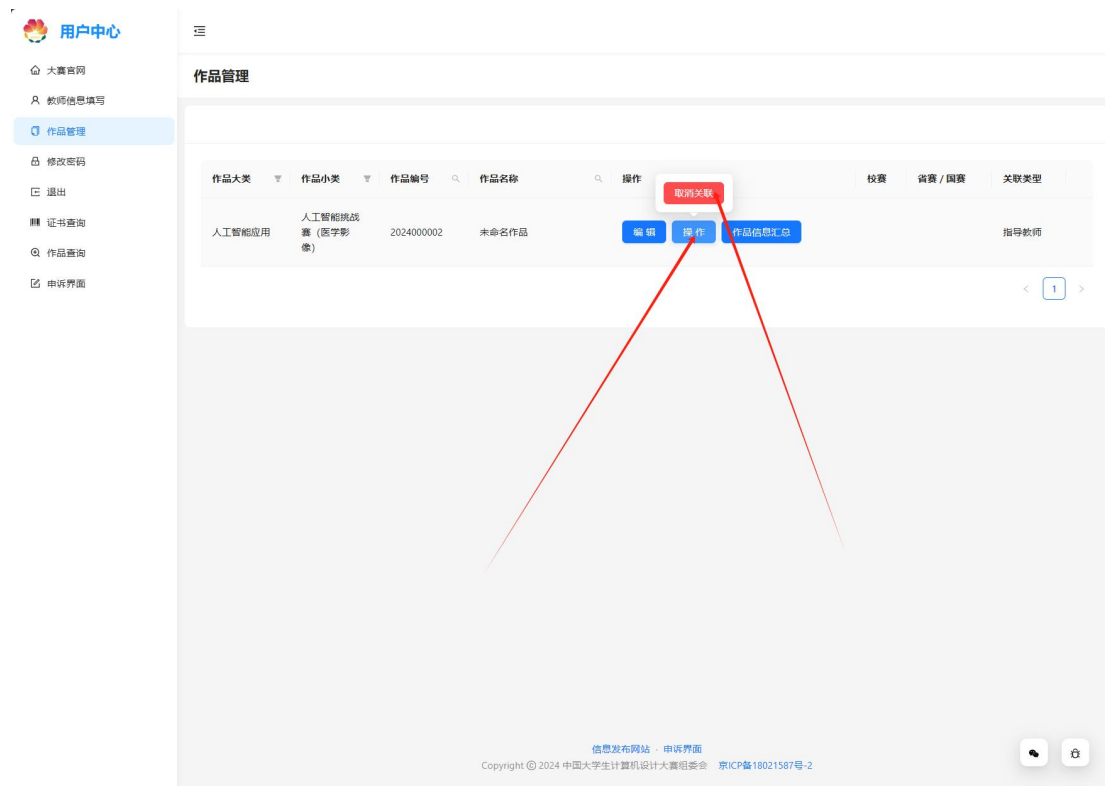 用户中心
大赛官网
教师信息填写
作品管理
修改密码
退出
证书查询
作品查询
申诉界面
作品管理
作品大类 作品小类 作品编号 作品名称 操作 校赛 省赛 / 国赛 关联类型
取消关联
人工智能应用 人工智能挑战赛（医学影像） 2024000002 未命名作品 编 辑 操 作 作品信息汇总 指导教师
< 1 >
信息发布网站 · 申诉界面
Copyright © 2024 中国大学生计算机设计大赛组委会 京ICP备18021587号-2